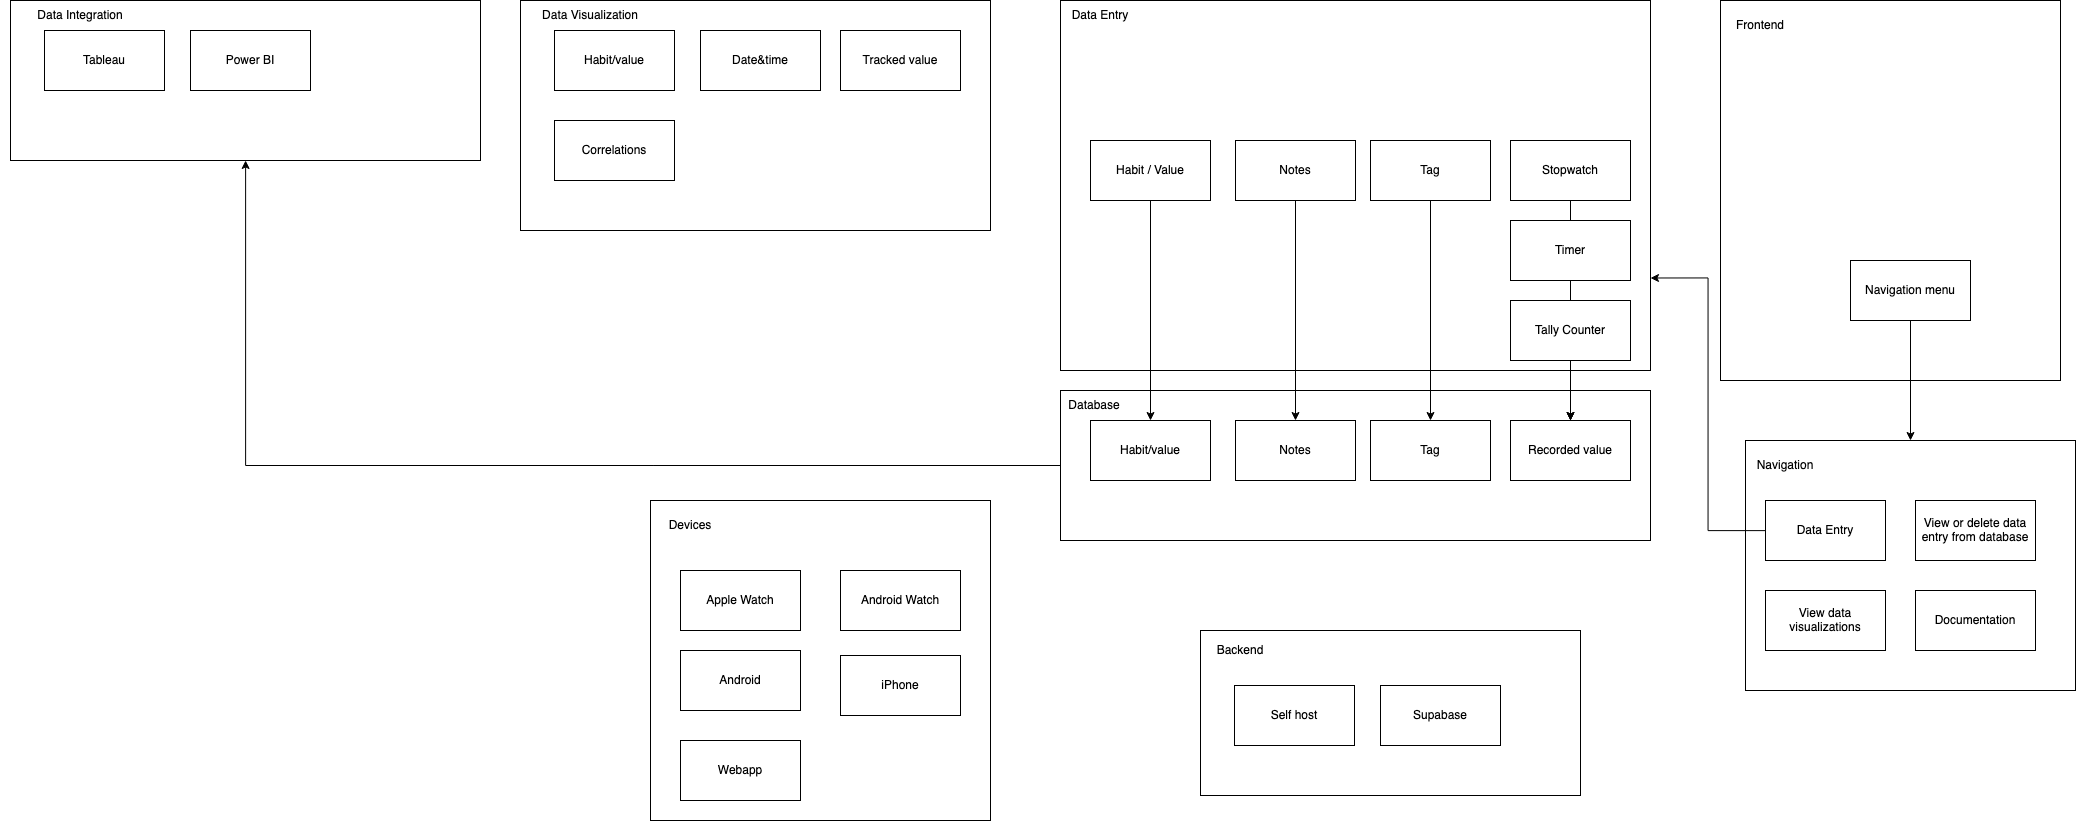 Data Integration
Tableau
Power BI
Data Visualization
Habit/value
Date&time
Tracked value
Correlations
Data Entry
Habit / Value
Notes
Tag
Stopwatch
Timer
Tally Counter
Database
Habit/value
Notes
Tag
Recorded value
Frontend
Navigation menu
Navigation
Data Entry
View or delete data
entry from database
View data
visualizations
Documentation
Devices
Apple Watch
Android Watch
Android
iPhone
Webapp
Backend
Self host
Supabase